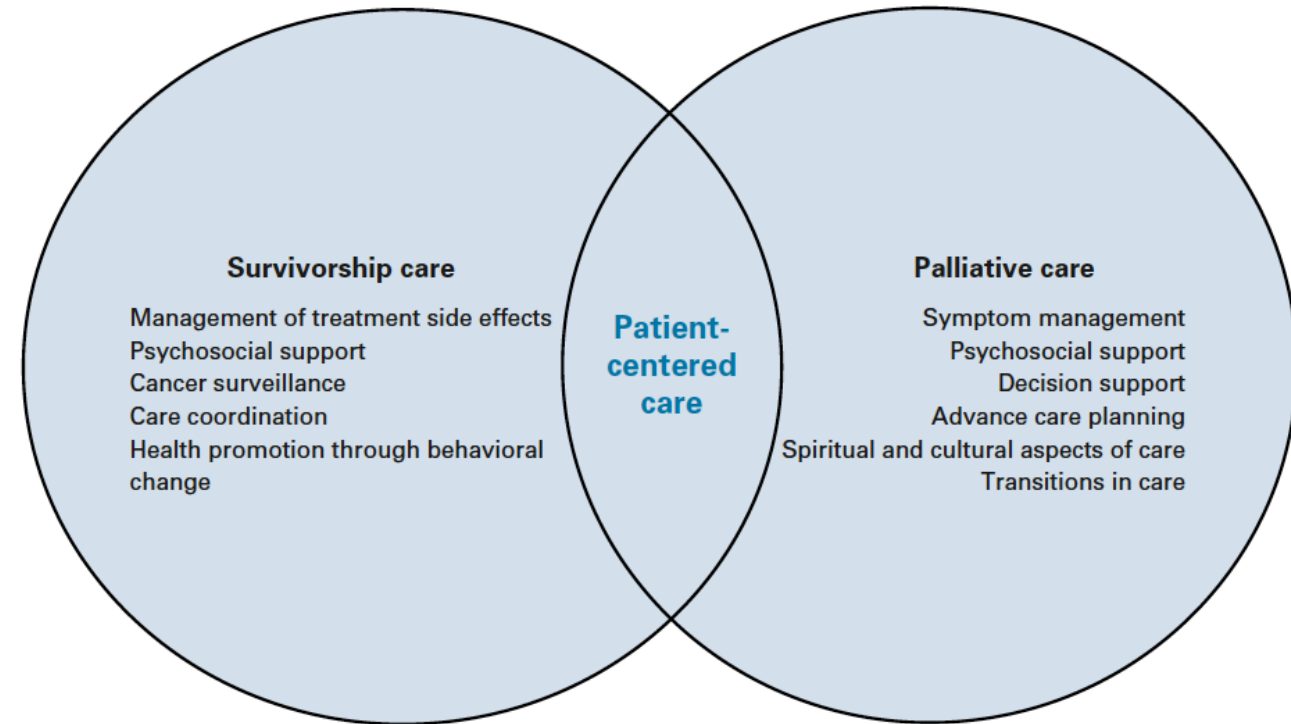 Survivorship care
Management of treatment side effects
Psychosocial support
Cancer surveillance
Care coordination
Health promotion through behavioral
change
Patient-
centered
care
Palliative care
Symptom management
Psychosocial support
Decision support
Advance care planning
Spiritual and cultural aspects of care
Transitions in care